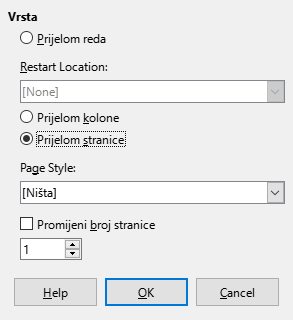 Vrsta
Prijelom reda
Restart Location:
[None]
Prijelom kolone
Prijelom stranice
Page Style:
[Ništa]
Promijeni broj stranice
1
Help
OK
Cancel